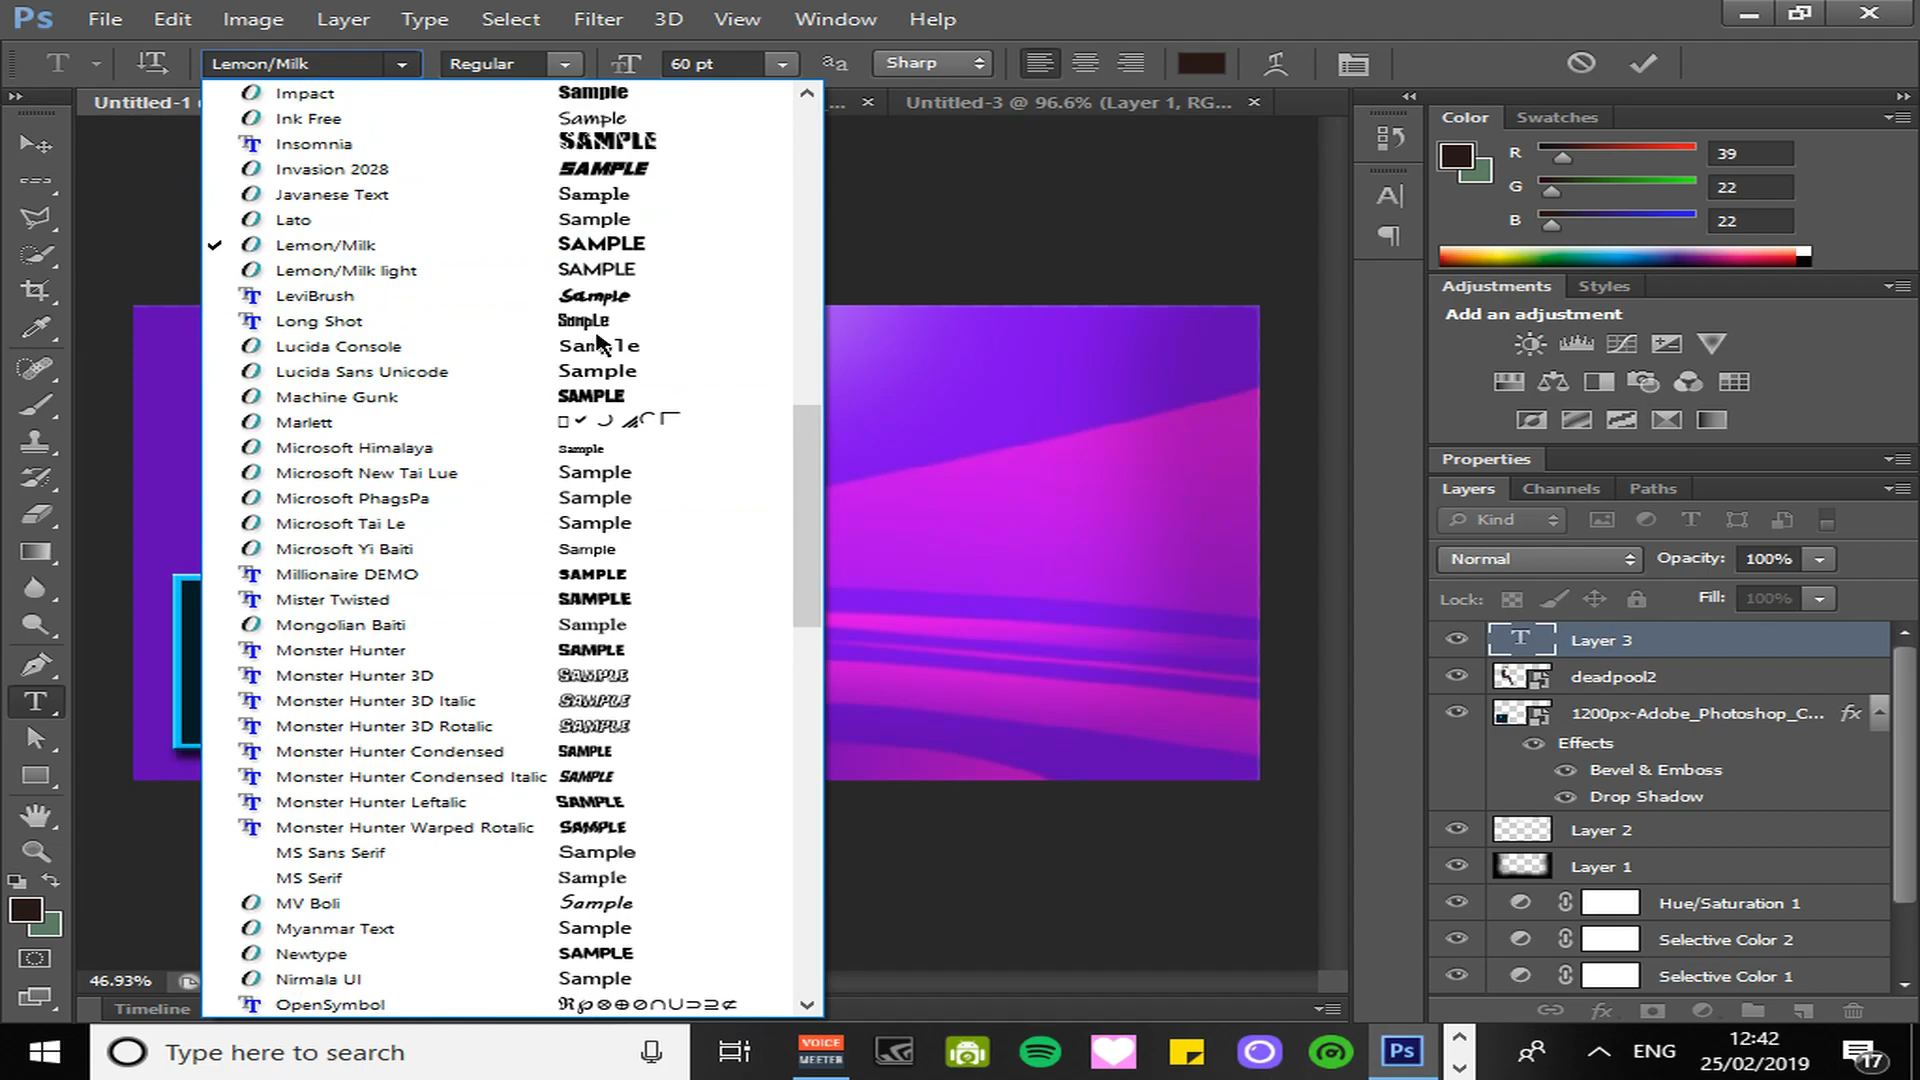 Ps File Edit Image Layer Type Select Filter 3D View Window Help
T Lemon/Milk Regular 60 pt aa Sharp
Untitled-1 ... Untitled-3 @ 96.6% (Layer 1, RG...
Impact Sample
Ink Free Sample
Insomnia SAMPLE
Invasion 2028 SAMPLE
Javanese Text Sample
Lato Sample
Lemon/Milk SAMPLE
Lemon/Milk light SAMPLE
LeviBrush Sample
Long Shot Sample
Lucida Console Sample
Lucida Sans Unicode Sample
Machine Gunk SAMPLE
Marlett
Microsoft Himalaya Sample
Microsoft New Tai Lue Sample
Microsoft PhagsPa Sample
Microsoft Tai Le Sample
Microsoft Yi Baiti Sample
Millionaire DEMO SAMPLE
Mister Twisted SAMPLE
Mongolian Baiti Sample
Monster Hunter SAMPLE
Monster Hunter 3D SAMPLE
Monster Hunter 3D Italic SAMPLE
Monster Hunter 3D Rotalic SAMPLE
Monster Hunter Condensed SAMPLE
Monster Hunter Condensed Italic SAMPLE
Monster Hunter Leftalic SAMPLE
Monster Hunter Warped Rotalic SAMPLE
MS Sans Serif Sample
MS Serif Sample
MV Boli Sample
Myanmar Text Sample
Newtype SAMPLE
Nirmala UI Sample
OpenSymbol ℜ℘⊗⊕⊘∩∪⊃⊇⊄
46.93%
Timeline
Color Swatches
R 39
G 22
B 22
Adjustments Styles
Add an adjustment
Properties
Layers Channels Paths
Kind
Normal Opacity: 100%
Lock: Fill: 100%
T Layer 3
deadpool2
1200px-Adobe_Photoshop_C... fx
Effects
Bevel & Emboss
Drop Shadow
Layer 2
Layer 1
Hue/Saturation 1
Selective Color 2
Selective Color 1
Type here to search
VOICE
MEETER
Ps
ENG
12:42
25/02/2019
17